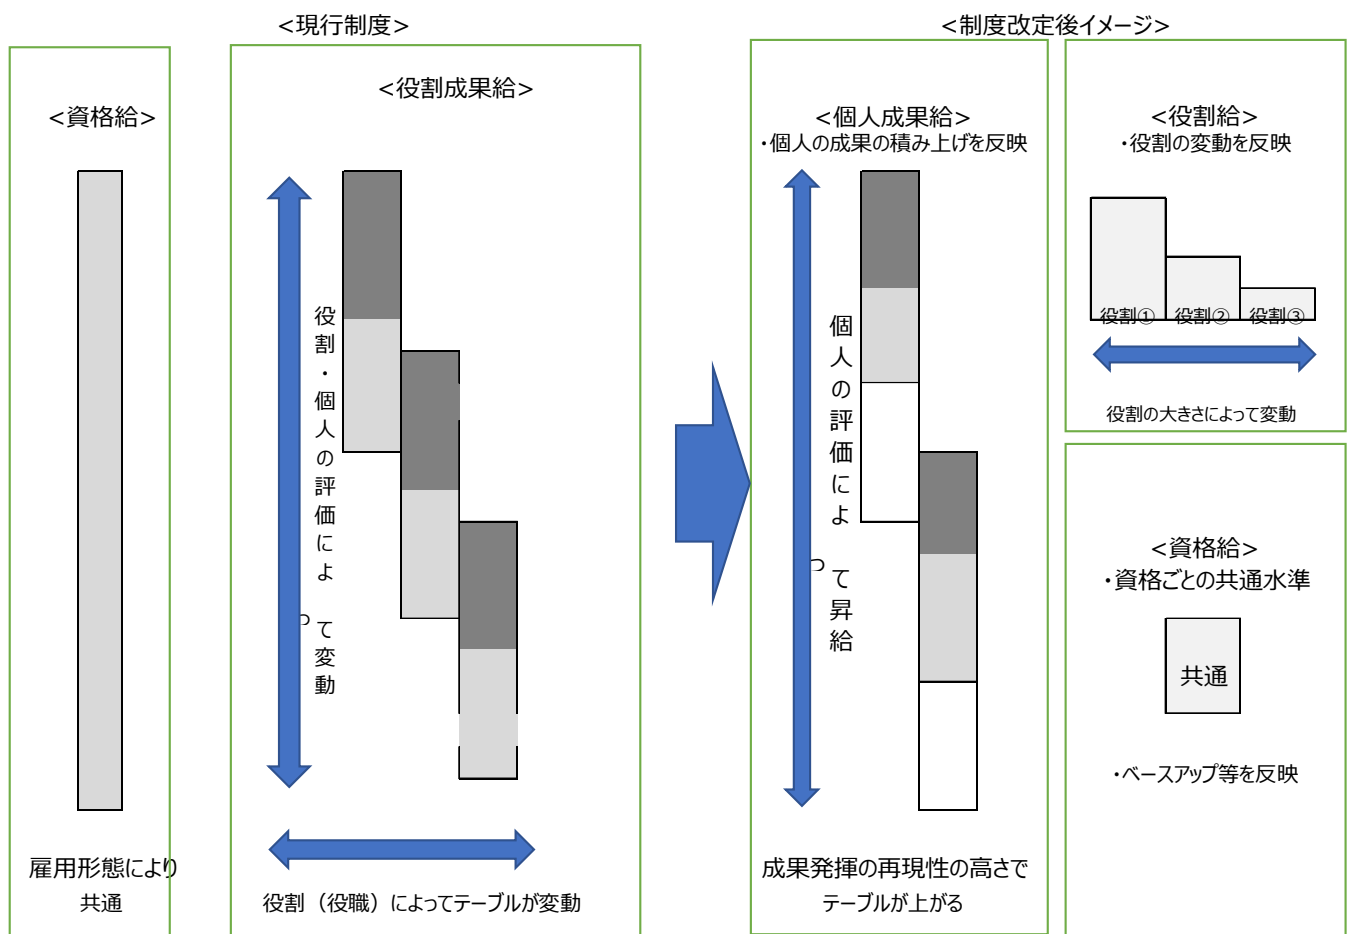 <現行制度>
<資格給>
雇用形態により
共通
<役割成果給>
役割・個人の評価によって変動
役割（役職）によってテーブルが変動
<制度改定後イメージ>
<個人成果給>
・個人の成果の積み上げを反映
個人の評価によって昇給
成果発揮の再現性の高さで
テーブルが上がる
<役割給>
・役割の変動を反映
役割① 役割② 役割③
役割の大きさによって変動
<資格給>
・資格ごとの共通水準
共通
・ベースアップ等を反映